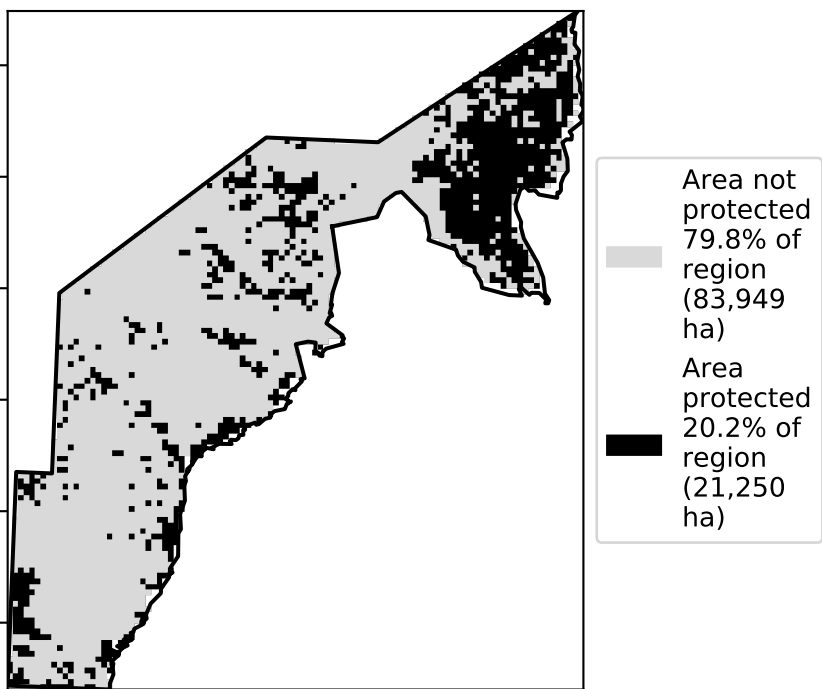 Area not
protected
79.8% of
region
(83,949
ha)
Area
protected
20.2% of
region
(21,250
ha)